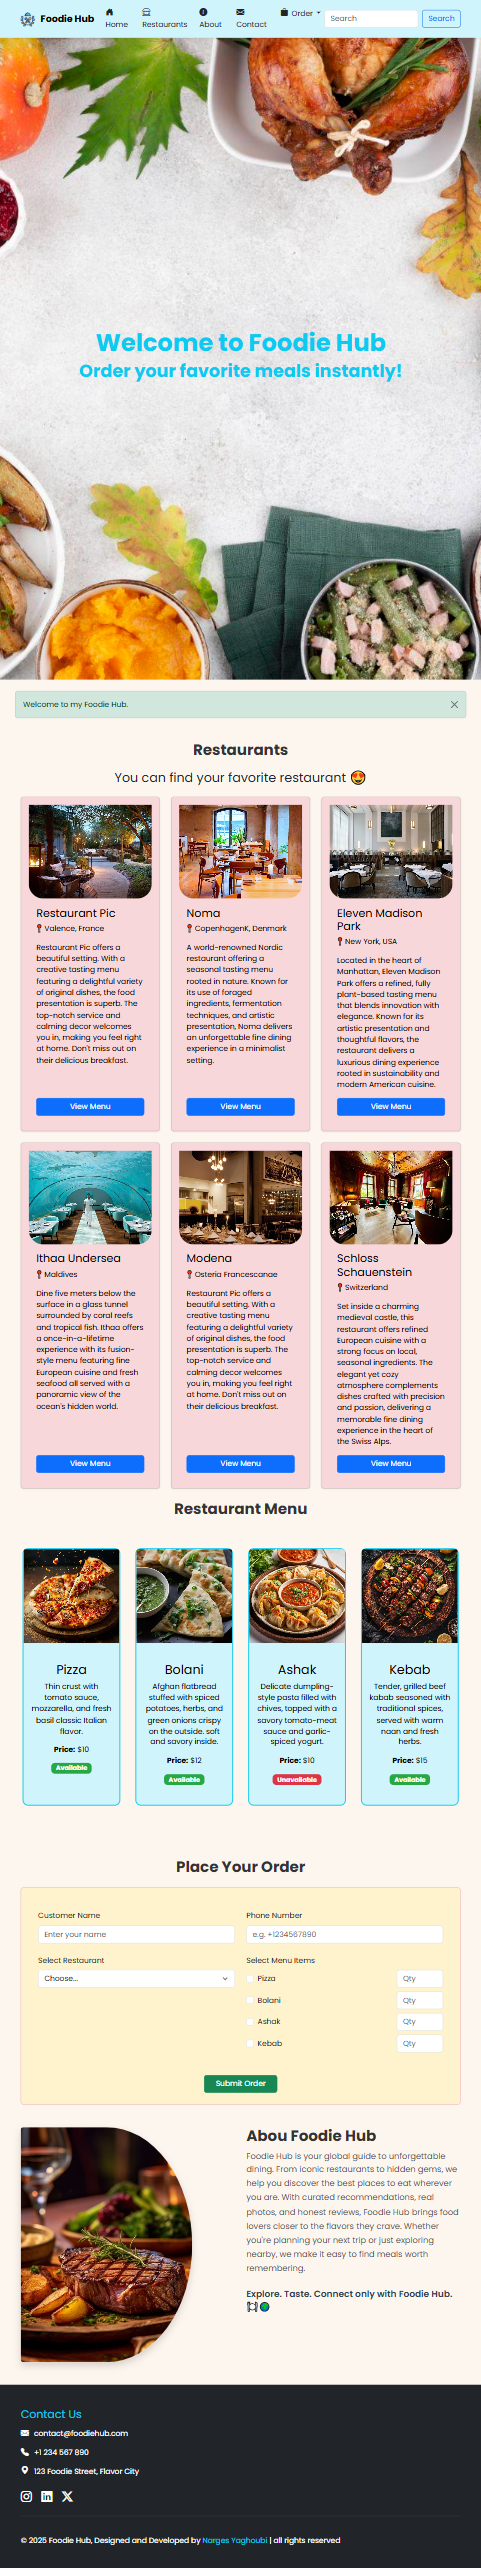 Foodie Hub
Home
Restaurants
About
Contact
Order
Search
Search
Welcome to Foodie Hub
Order your favorite meals instantly!
Welcome to my Foodie Hub.
Restaurants
You can find your favorite restaurant 😍
Restaurant Pic
📍 Valence, France
Restaurant Pic offers a
beautiful setting. With a
creative tasting menu
featuring a delightful variety
of original dishes, the food
presentation is superb. The
top-notch service and
calming decor welcomes
you in, making you feel right
at home. Don't miss out on
their delicious breakfast.
View Menu
Noma
📍 CopenhagenK, Denmark
A world-renowned Nordic
restaurant offering a
seasonal tasting menu
rooted in nature. Known for
its use of foraged
ingredients, fermentation
techniques, and artistic
presentation, Noma delivers
an unforgettable fine dining
experience in a minimalist
setting.
View Menu
Eleven Madison
Park
📍 New York, USA
Located in the heart of
Manhattan, Eleven Madison
Park offers a refined, fully
plant-based tasting menu
that blends innovation with
elegance. Known for its
artistic presentation and
thoughtful flavors, the
restaurant delivers a
luxurious dining experience
rooted in sustainability and
modern American cuisine.
View Menu
Ithaa Undersea
📍 Maldives
Dine five meters below the
surface in a glass tunnel
surrounded by coral reefs
and tropical fish. Ithaa offers
a once-in-a-lifetime
experience with its fusion-
style menu featuring fine
European cuisine and fresh
seafood all served with a
panoramic view of the
ocean's hidden world.
View Menu
Modena
📍 Osteria Francescanae
Restaurant Pic offers a
beautiful setting. With a
creative tasting menu
featuring a delightful variety
of original dishes, the food
presentation is superb. The
top-notch service and
calming decor welcomes
you in, making you feel right
at home. Don't miss out on
their delicious breakfast.
View Menu
Schloss
Schauenstein
📍 Switzerland
Set inside a charming
medieval castle, this
restaurant offers refined
European cuisine with a
strong focus on local,
seasonal ingredients. The
elegant yet cozy
atmosphere complements
dishes crafted with precision
and passion, delivering a
memorable fine dining
experience in the heart of
the Swiss Alps.
View Menu
Restaurant Menu
Pizza
Thin crust with
tomato sauce,
mozzarella, and fresh
basil classic Italian
flavor.
Price: $10
Available
Bolani
Afghan flatbread
stuffed with spiced
potatoes, herbs, and
green onions crispy
on the outside. soft
and savory inside.
Price: $12
Available
Ashak
Delicate dumpling-
style pasta filled with
chives, topped with a
savory tomato-meat
sauce and garlic-
spiced yogurt.
Price: $10
Unavailable
Kebab
Tender, grilled beef
kabab seasoned with
traditional spices,
served with warm
naan and fresh
herbs.
Price: $15
Available
Place Your Order
Customer Name
Enter your name
Phone Number
e.g. +1234567890
Select Restaurant
Choose...
Select Menu Items
Pizza Qty
Bolani Qty
Ashak Qty
Kebab Qty
Submit Order
Abou Foodie Hub
Foodie Hub is your global guide to unforgettable
dining. From iconic restaurants to hidden gems, we
help you discover the best places to eat wherever
you are. With curated recommendations, real
photos, and honest reviews, Foodie Hub brings food
lovers closer to the flavors they crave. Whether
you're planning your next trip or just exploring
nearby, we make it easy to find meals worth
remembering.
Explore. Taste. Connect only with Foodie Hub.
🍽️🌍
Contact Us
contact@foodiehub.com
+1 234 567 890
123 Foodie Street, Flavor City
© 2025 Foodie Hub, Designed and Developed by Narges Yaghoubi | all rights reserved